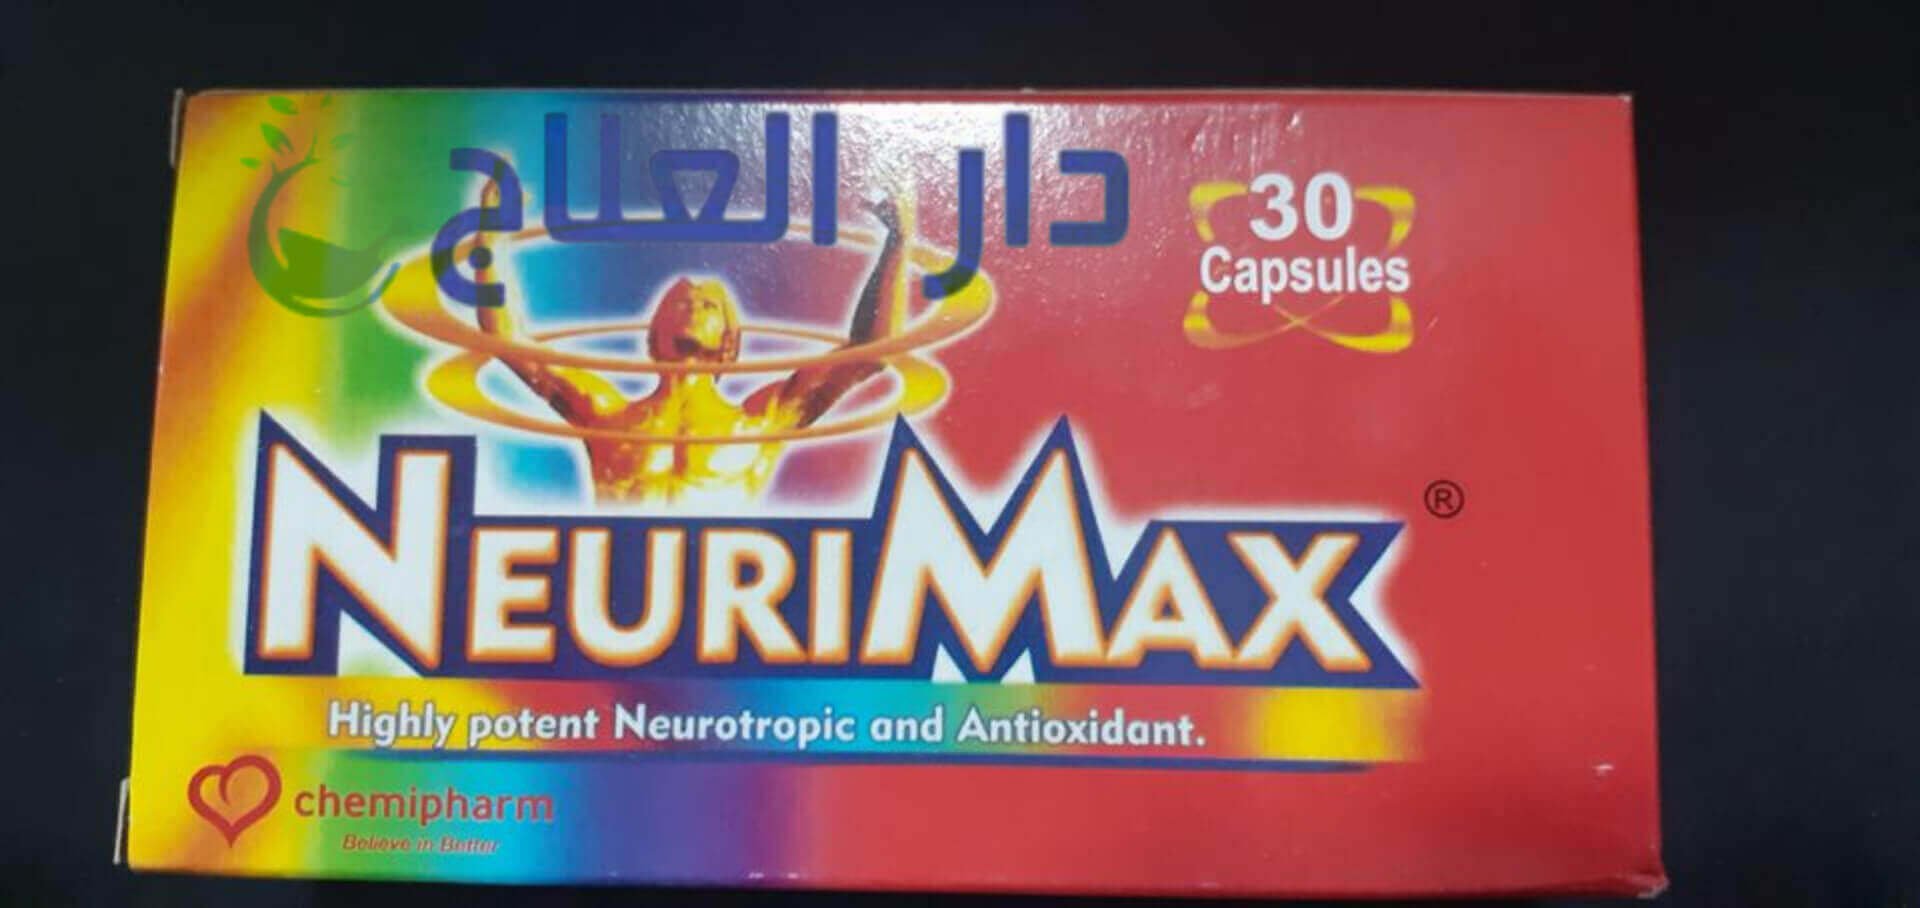 دار العلاج
30
Capsules
NEURIMAX ®
Highly potent Neurotropic and Antioxidant.
chemipharm
Believe in Better